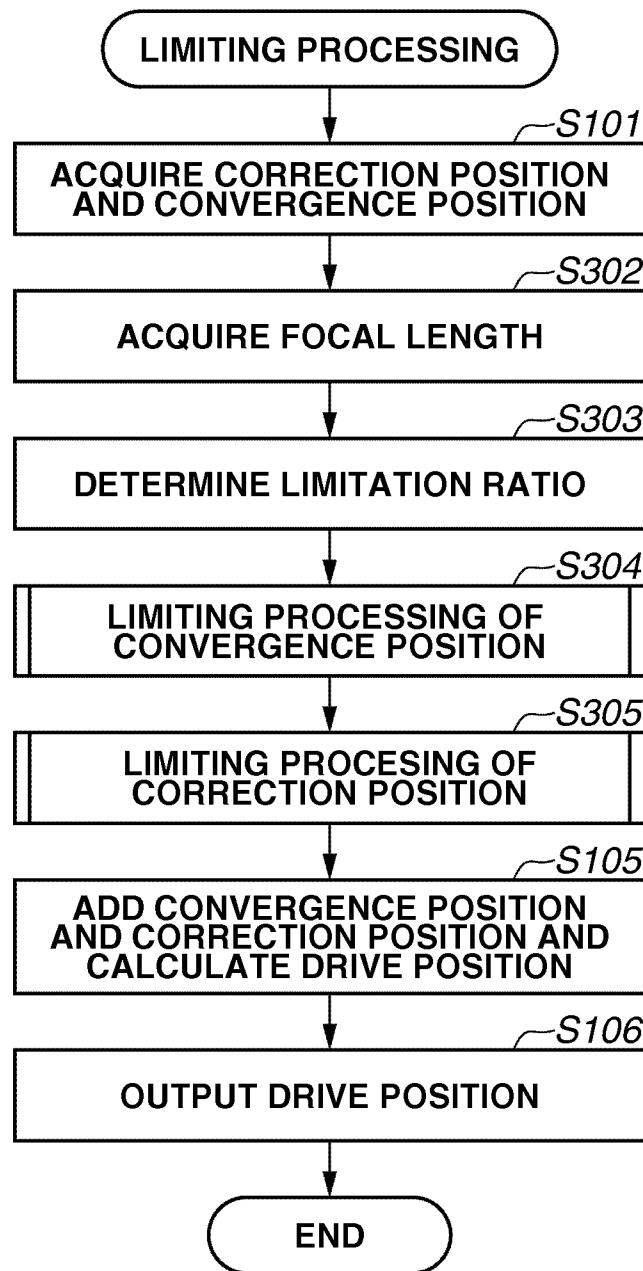 LIMITING PROCESSING
S101
ACQUIRE CORRECTION POSITION
AND CONVERGENCE POSITION
S302
ACQUIRE FOCAL LENGTH
S303
DETERMINE LIMITATION RATIO
S304
LIMITING PROCESSING OF
CONVERGENCE POSITION
S305
LIMITING PROCESING OF
CORRECTION POSITION
S105
ADD CONVERGENCE POSITION
AND CORRECTION POSITION AND
CALCULATE DRIVE POSITION
S106
OUTPUT DRIVE POSITION
END